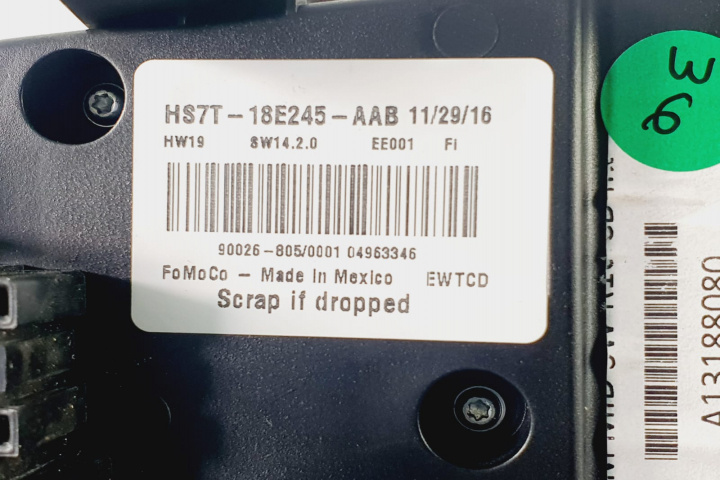 HS7T-18E245-AAB 11/29/16
HW19 SW14.2.0 EE001 Fi
90026-805/0001 04963346
FoMoCo - Made in Mexico EWTCD
Scrap if dropped
A13188080